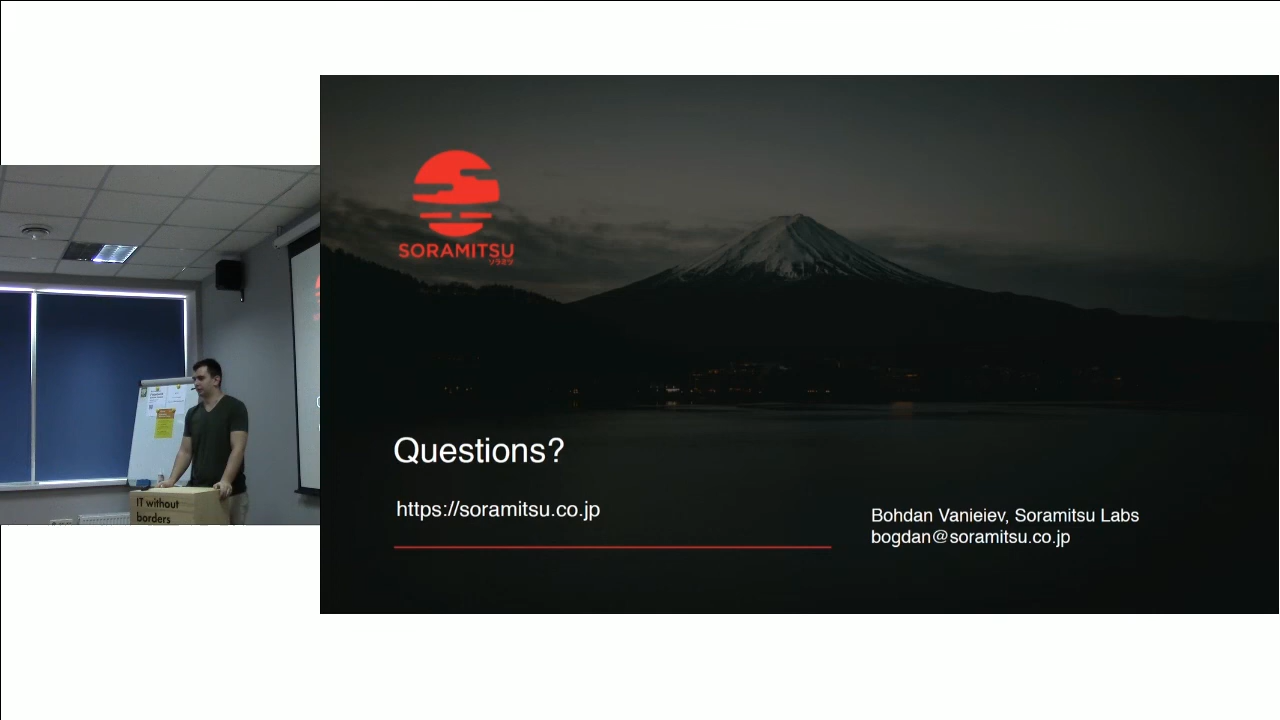 SORAMITSU
ソラミツ
Questions?
https://soramitsu.co.jp
Bohdan Vanieiev, Soramitsu Labs
bogdan@soramitsu.co.jp
IT without
borders